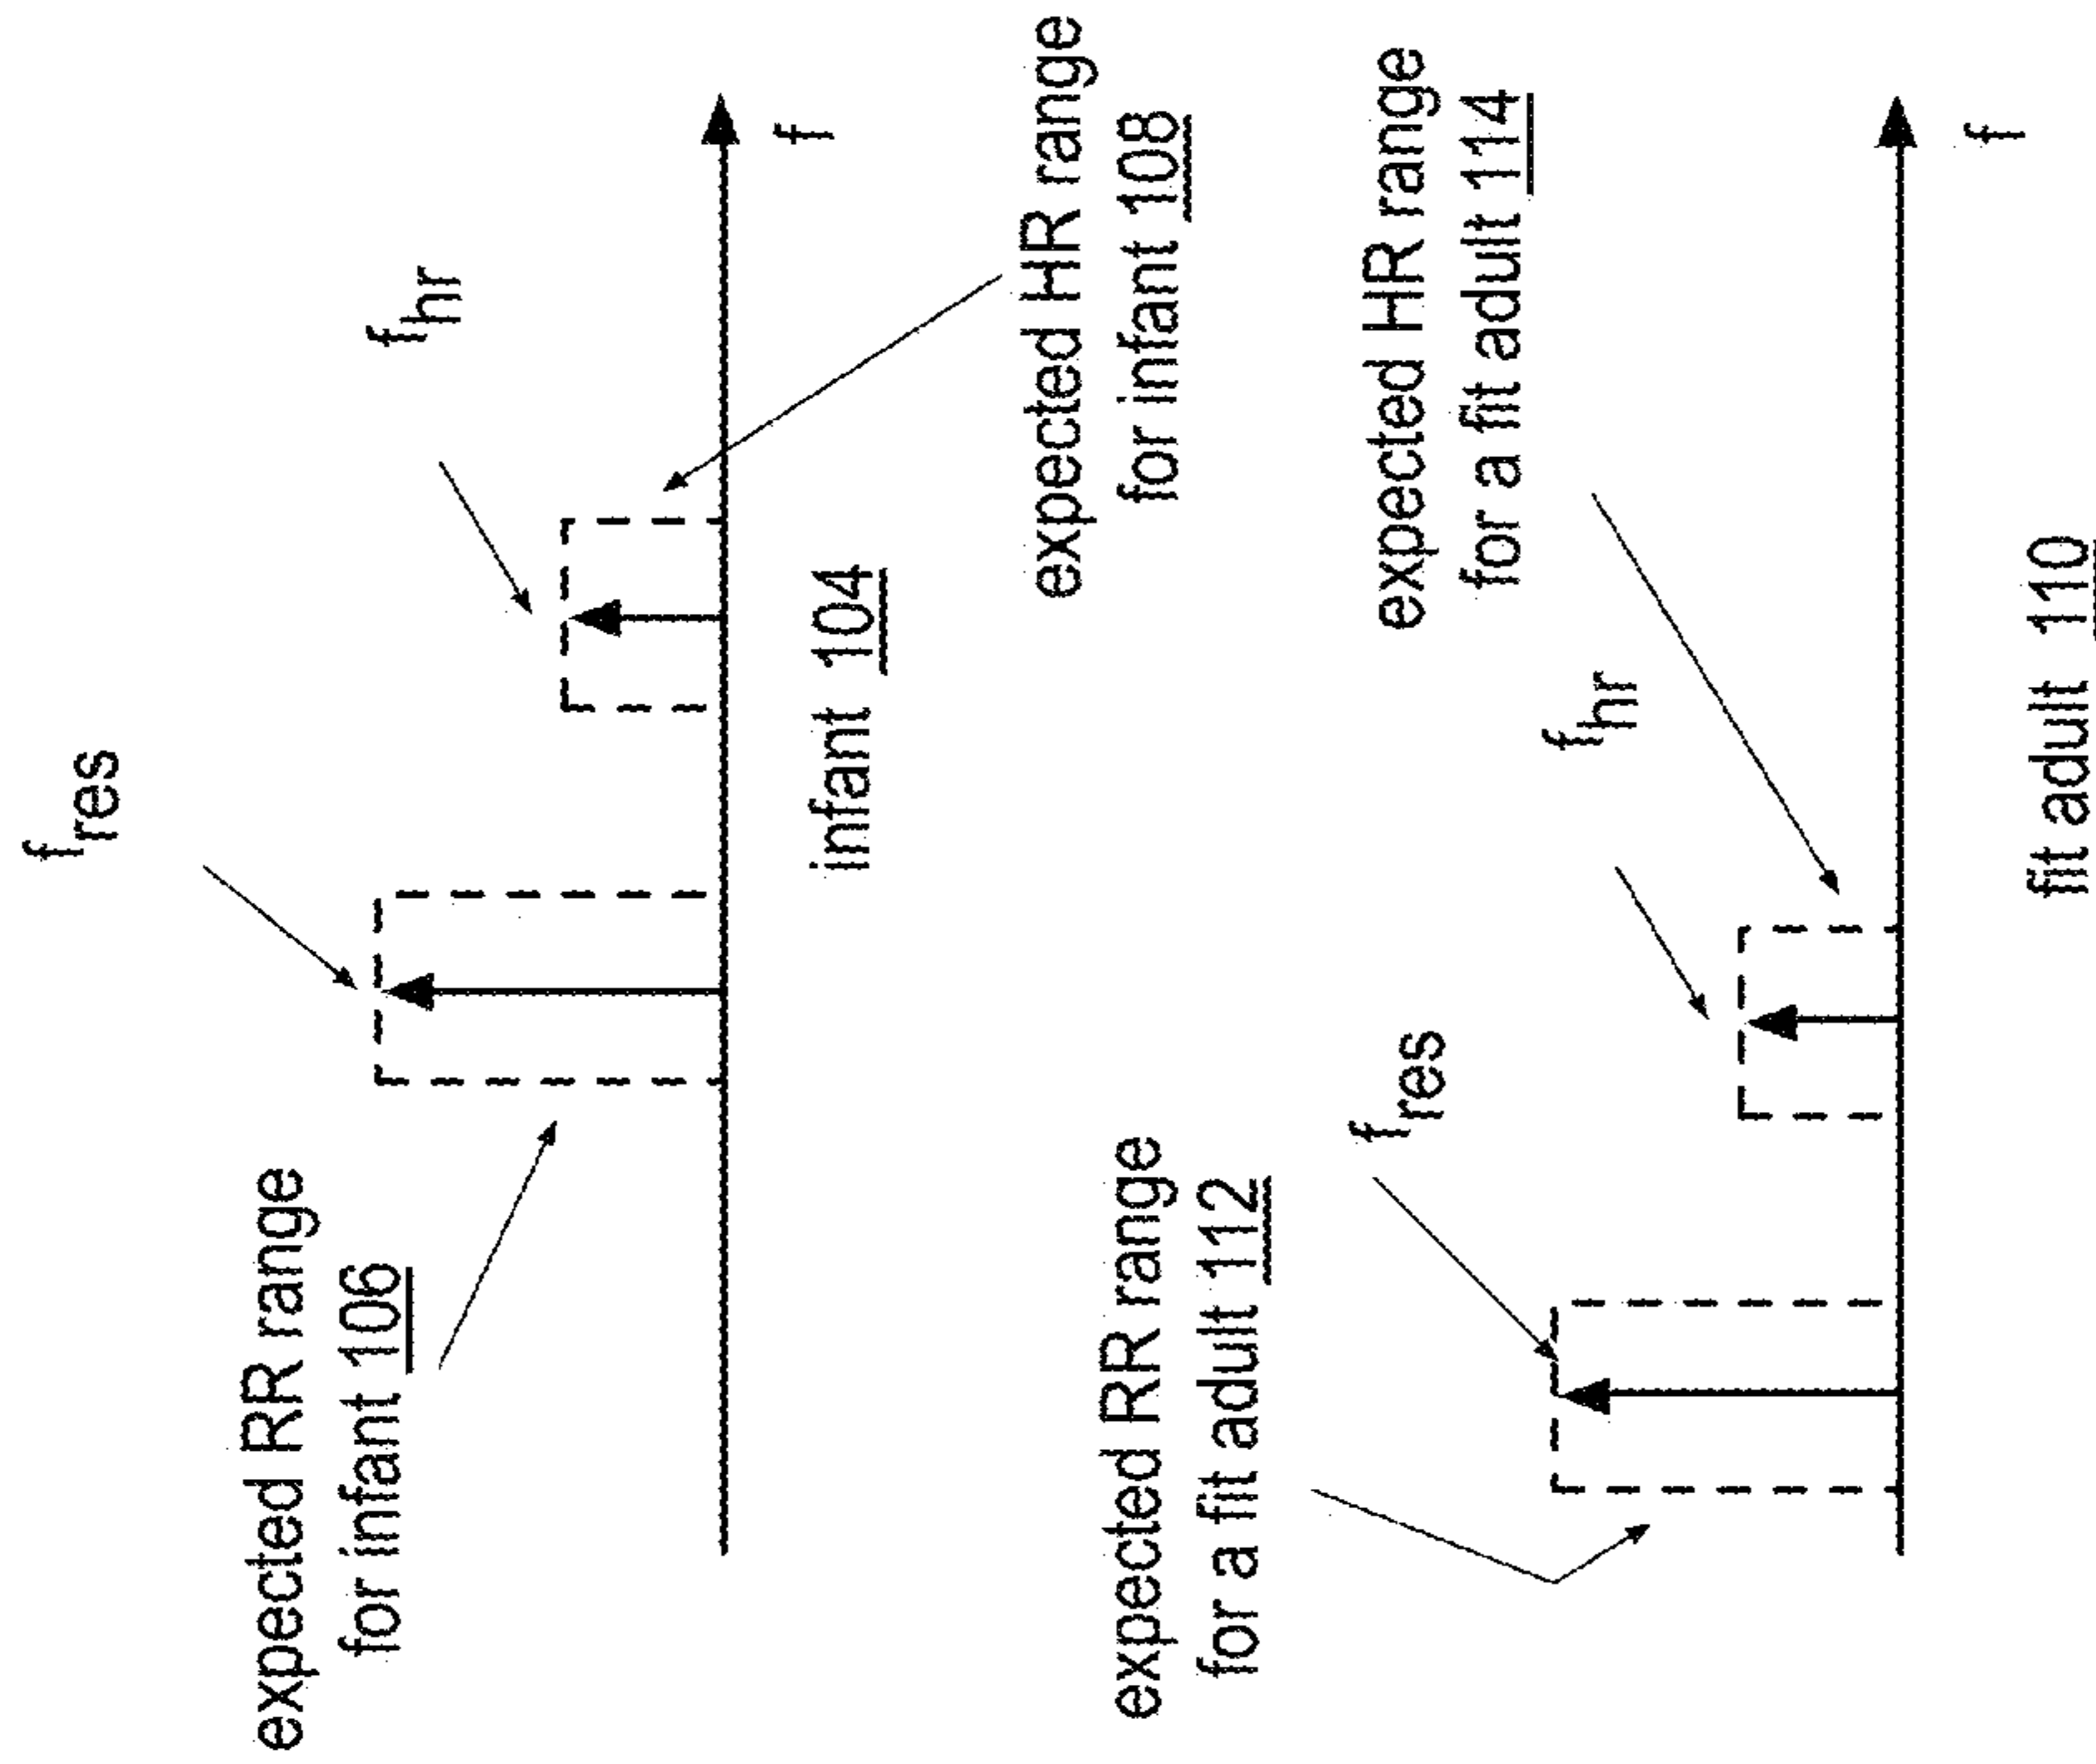 f res
expected RR range
for infant 106
f hr
f
infant 104
expected HR range
for infant 108
expected RR range
for a fit adult 112
f res
expected HR range
for a fit adult 114
f hr
f
fit adult 110